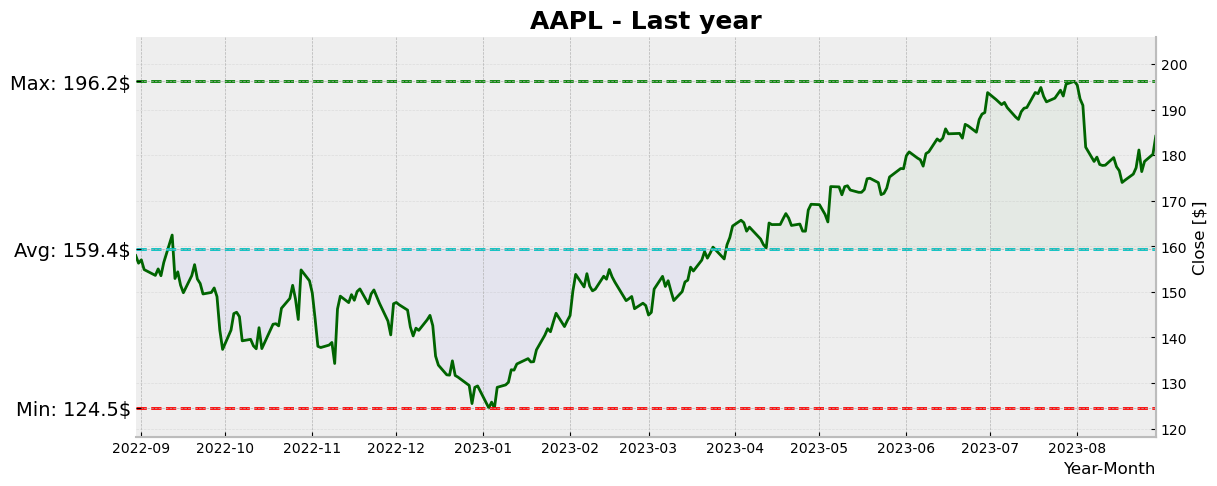 AAPL - Last year
Max: 196.2$
Avg: 159.4$
Min: 124.5$
200
190
180
170
160
150
140
130
120
Close [$]
2022-09 2022-10 2022-11 2022-12 2023-01 2023-02 2023-03 2023-04 2023-05 2023-06 2023-07 2023-08
Year-Month